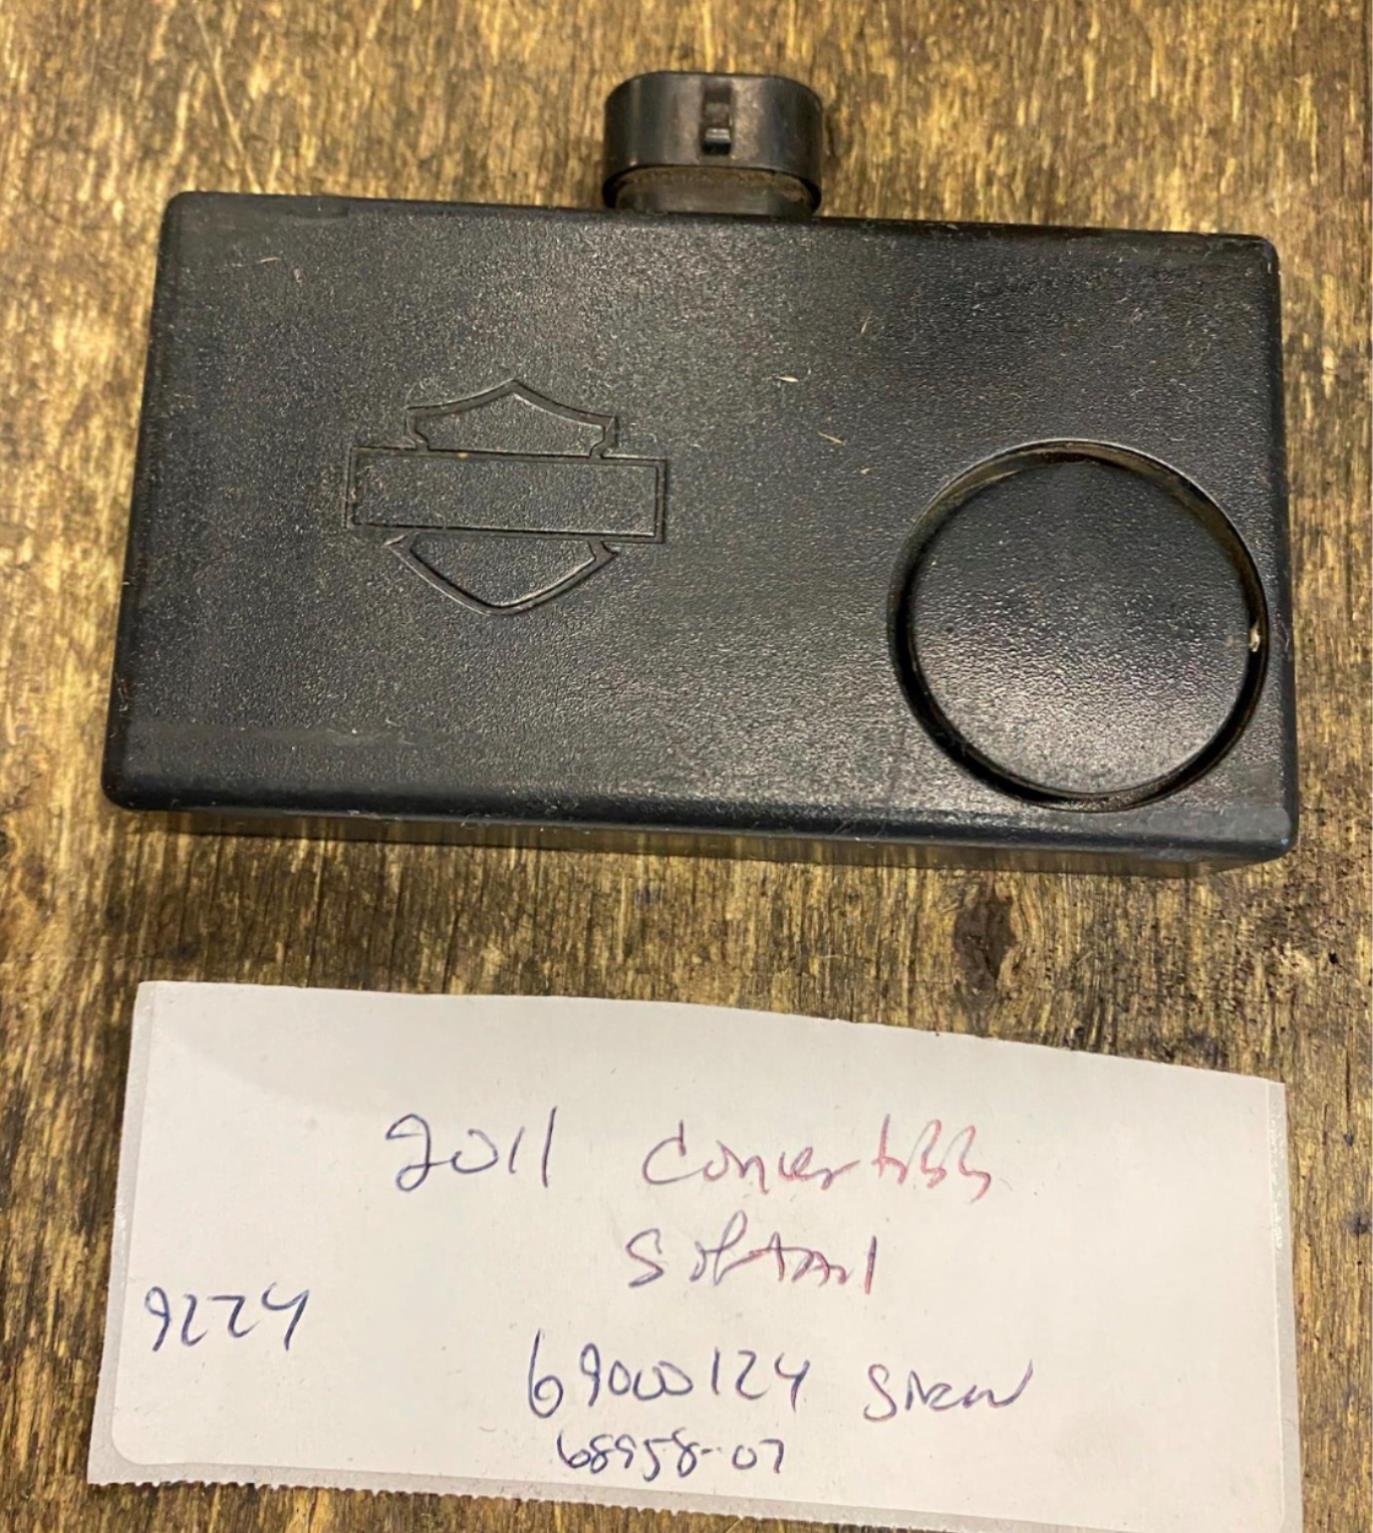 2011 Convertible
Softail
9224
69000124 Siren
68958-07